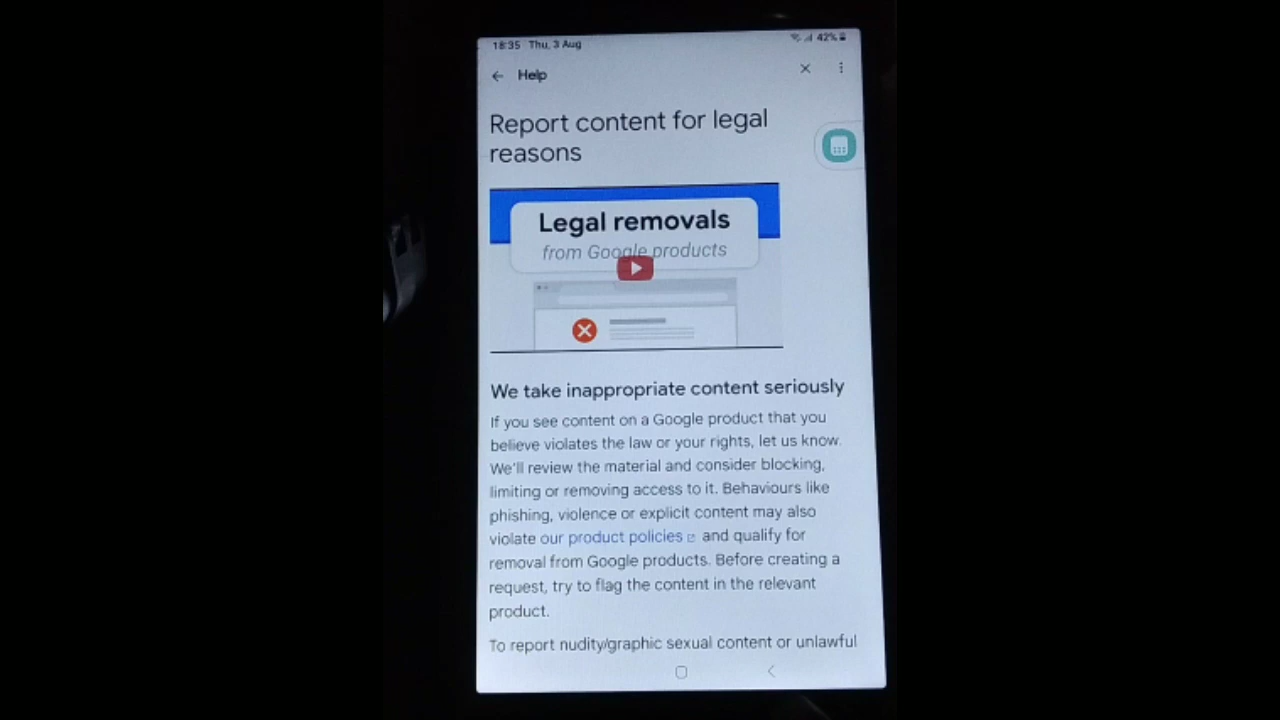 18:35 Thu, 3 Aug 42%
Help
Report content for legal
reasons
Legal removals
from Google products
We take inappropriate content seriously
If you see content on a Google product that you
believe violates the law or your rights, let us know.
We'll review the material and consider blocking,
limiting or removing access to it. Behaviours like
phishing, violence or explicit content may also
violate our product policies and qualify for
removal from Google products. Before creating a
request, try to flag the content in the relevant
product.
To report nudity/graphic sexual content or unlawful